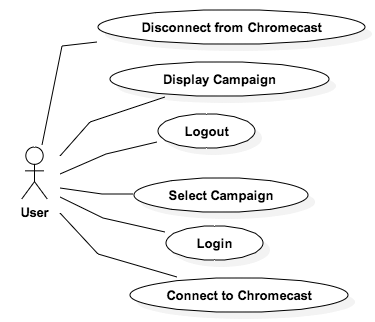 Disconnect from Chromecast
Display Campaign
Logout
Select Campaign
User
Login
Connect to Chromecast